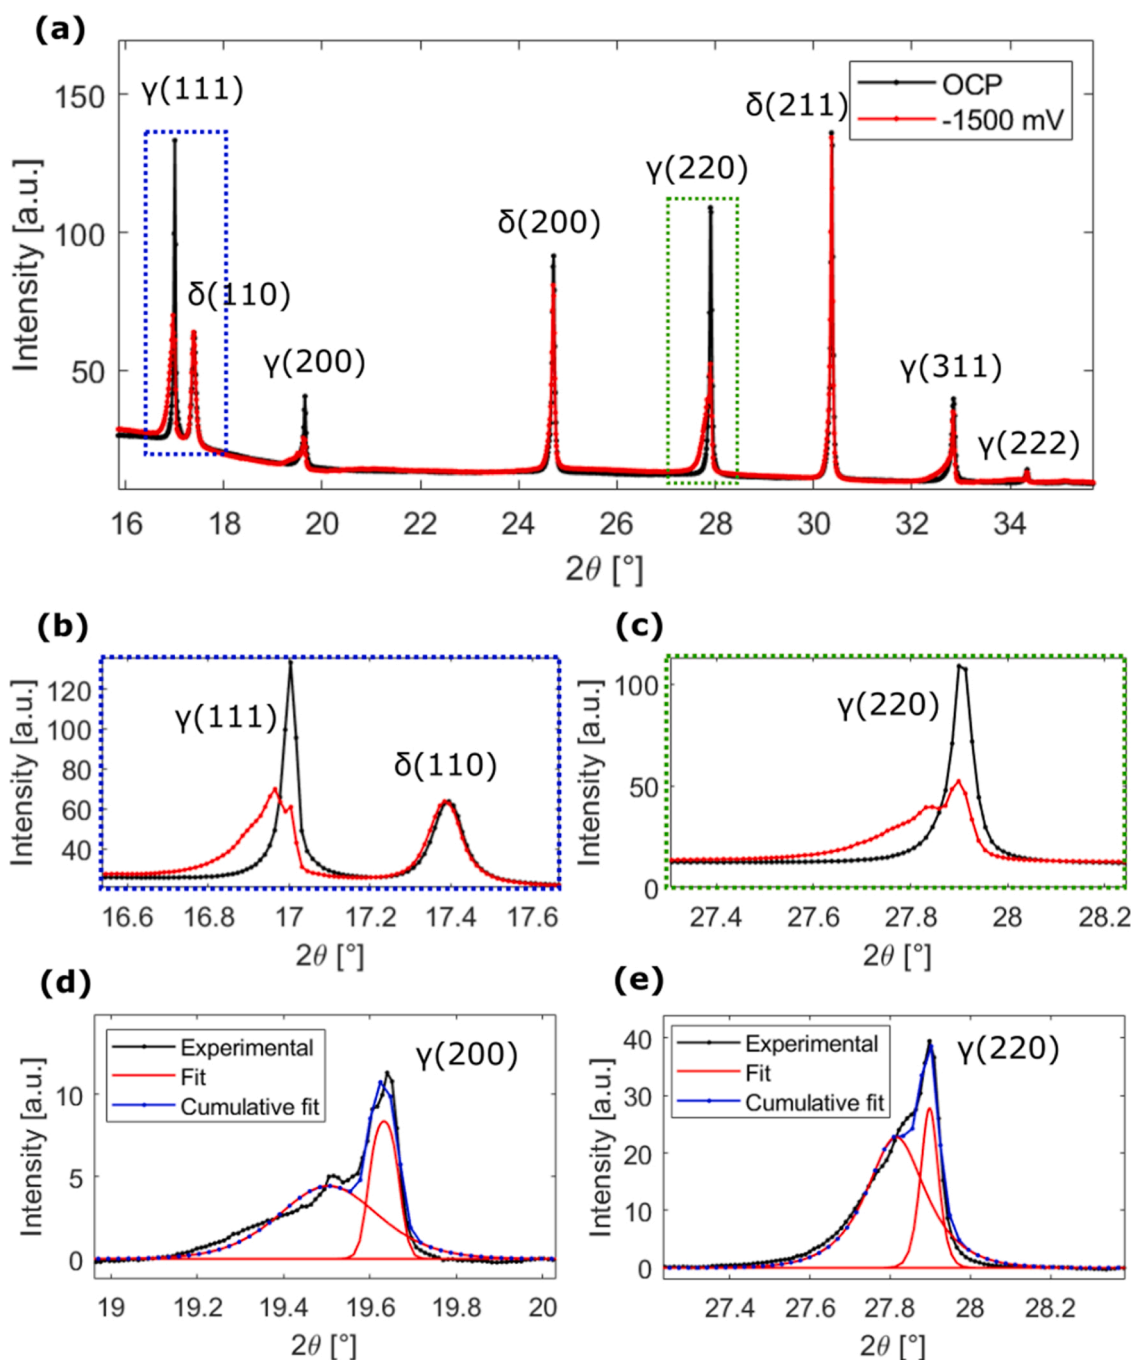 (a)
Intensity [a.u.]
150
100
50
γ(111)
δ(110)
γ(200)
δ(200)
γ(220)
δ(211)
γ(311)
γ(222)
OCP
-1500 mV
16 18 20 22 24 26 28 30 32 34
2θ [°]
(b)
Intensity [a.u.]
120
100
80
60
40
γ(111)
δ(110)
16.6 16.8 17 17.2 17.4 17.6
2θ [°]
(c)
Intensity [a.u.]
100
50
0
γ(220)
27.4 27.6 27.8 28 28.2
2θ [°]
(d)
Intensity [a.u.]
10
5
0
Experimental
Fit
Cumulative fit
γ(200)
19 19.2 19.4 19.6 19.8 20
2θ [°]
(e)
Intensity [a.u.]
40
30
20
10
0
Experimental
Fit
Cumulative fit
γ(220)
27.4 27.6 27.8 28 28.2
2θ [°]